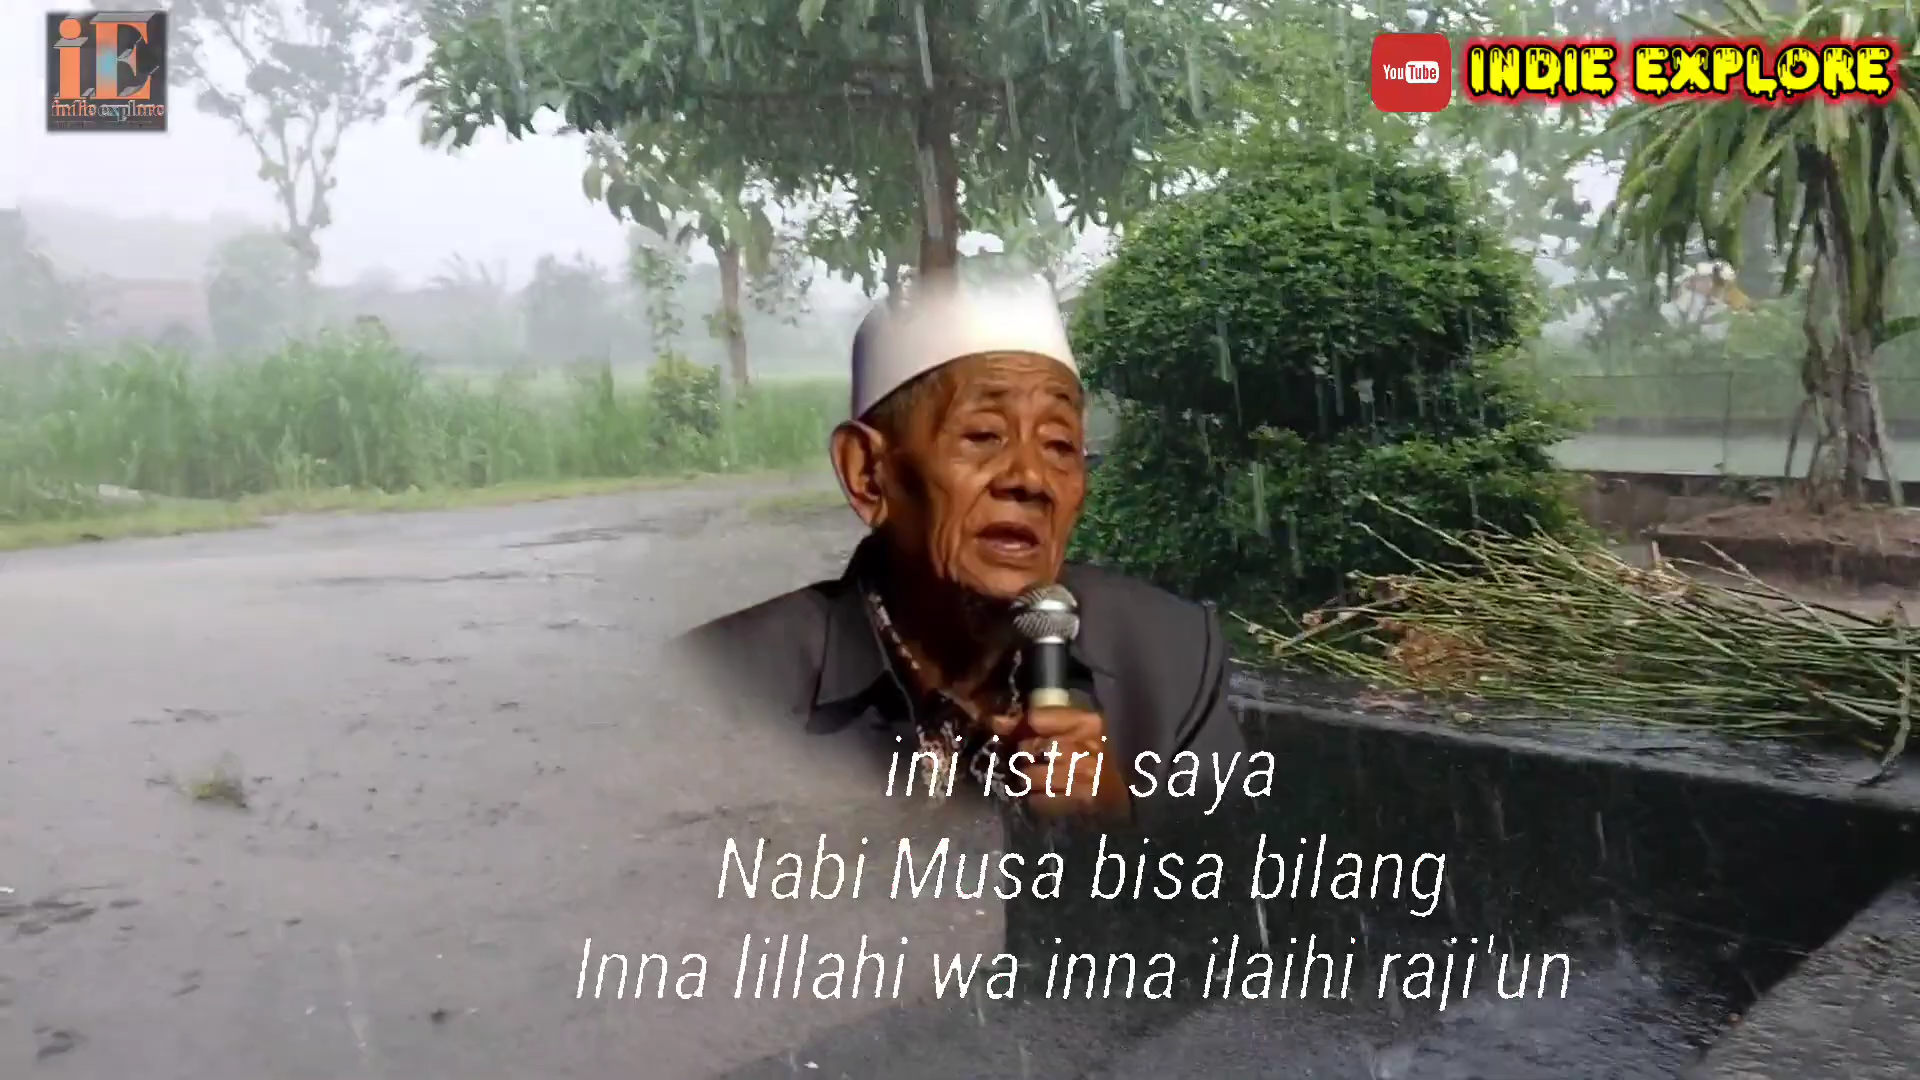 iE
indie explore
You Tube
INDIE EXPLORE
ini istri saya
Nabi Musa bisa bilang
Inna lillahi wa inna ilaihi raji'un